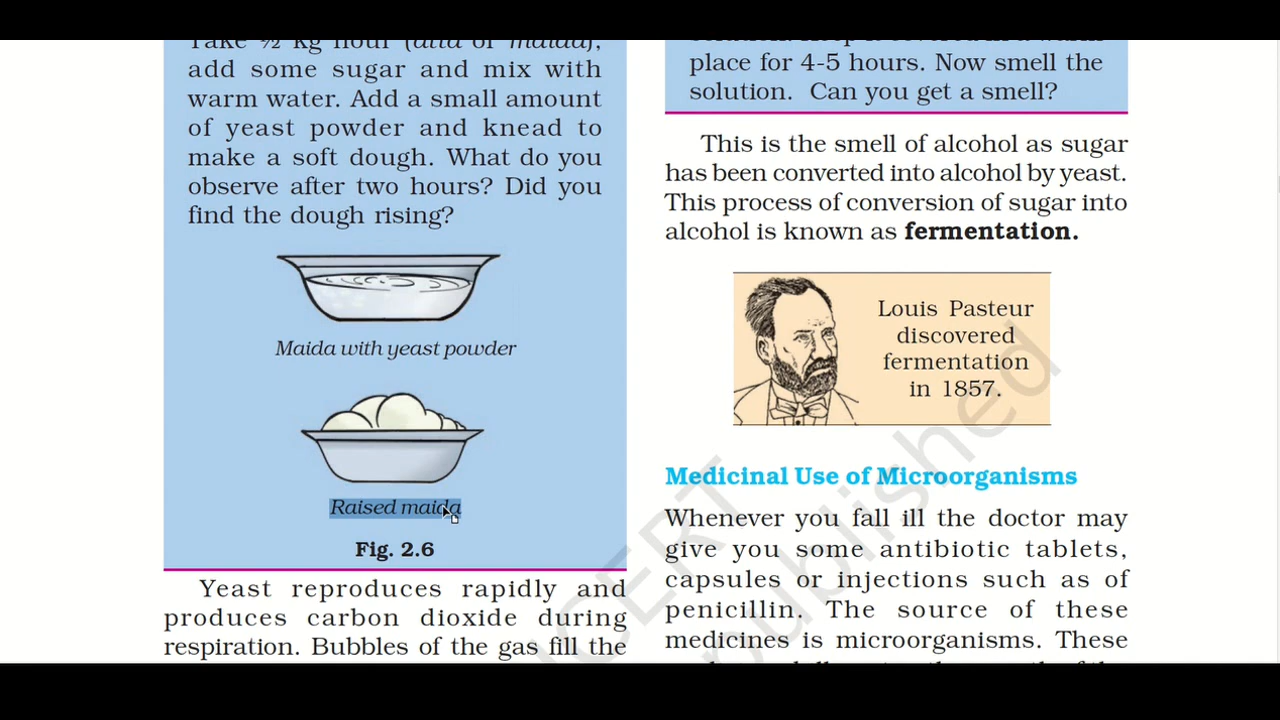 Take ½ kg flour (atta or maida),
add some sugar and mix with
warm water. Add a small amount
of yeast powder and knead to
make a soft dough. What do you
observe after two hours? Did you
find the dough rising?
Maida with yeast powder
Raised maida
Fig. 2.6
Yeast reproduces rapidly and
produces carbon dioxide during
respiration. Bubbles of the gas fill the
place for 4-5 hours. Now smell the
solution. Can you get a smell?
This is the smell of alcohol as sugar
has been converted into alcohol by yeast.
This process of conversion of sugar into
alcohol is known as fermentation.
Louis Pasteur
discovered
fermentation
in 1857.
Medicinal Use of Microorganisms
Whenever you fall ill the doctor may
give you some antibiotic tablets,
capsules or injections such as of
penicillin. The source of these
medicines is microorganisms. These
NCERT
published